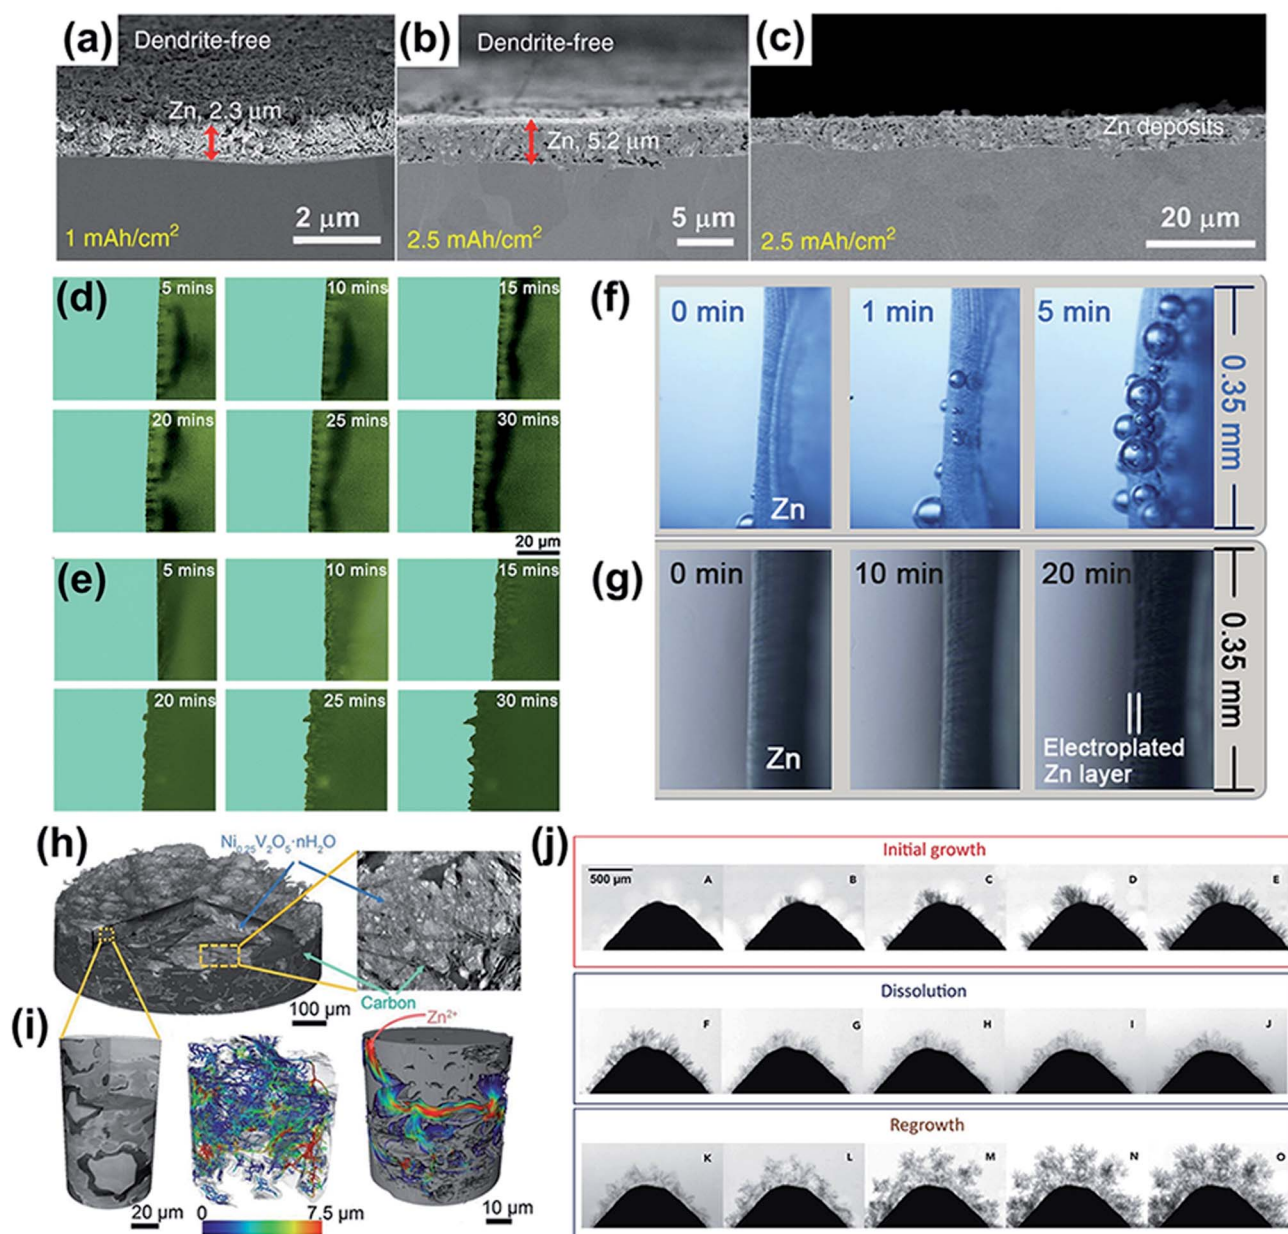 (a)
Dendrite-free
Zn, 2.3 μm
2 μm
1 mAh/cm²
(b)
Dendrite-free
Zn, 5.2 μm
5 μm
2.5 mAh/cm²
(c)
Zn deposits
20 μm
2.5 mAh/cm²
(d)
5 mins
10 mins
15 mins
20 mins
25 mins
30 mins
20 μm
(e)
5 mins
10 mins
15 mins
20 mins
25 mins
30 mins
(f)
0 min
Zn
1 min
5 min
0.35 mm
(g)
0 min
Zn
10 min
20 min
Electroplated
Zn layer
0.35 mm
(h)
Ni₀.₂₅V₂O₅·nH₂O
Carbon
100 μm
(i)
Zn²⁺
20 μm
0
7.5 μm
10 μm
(j)
Initial growth
500 μm
A
B
C
D
E
Dissolution
F
G
H
I
J
Regrowth
K
L
M
N
O